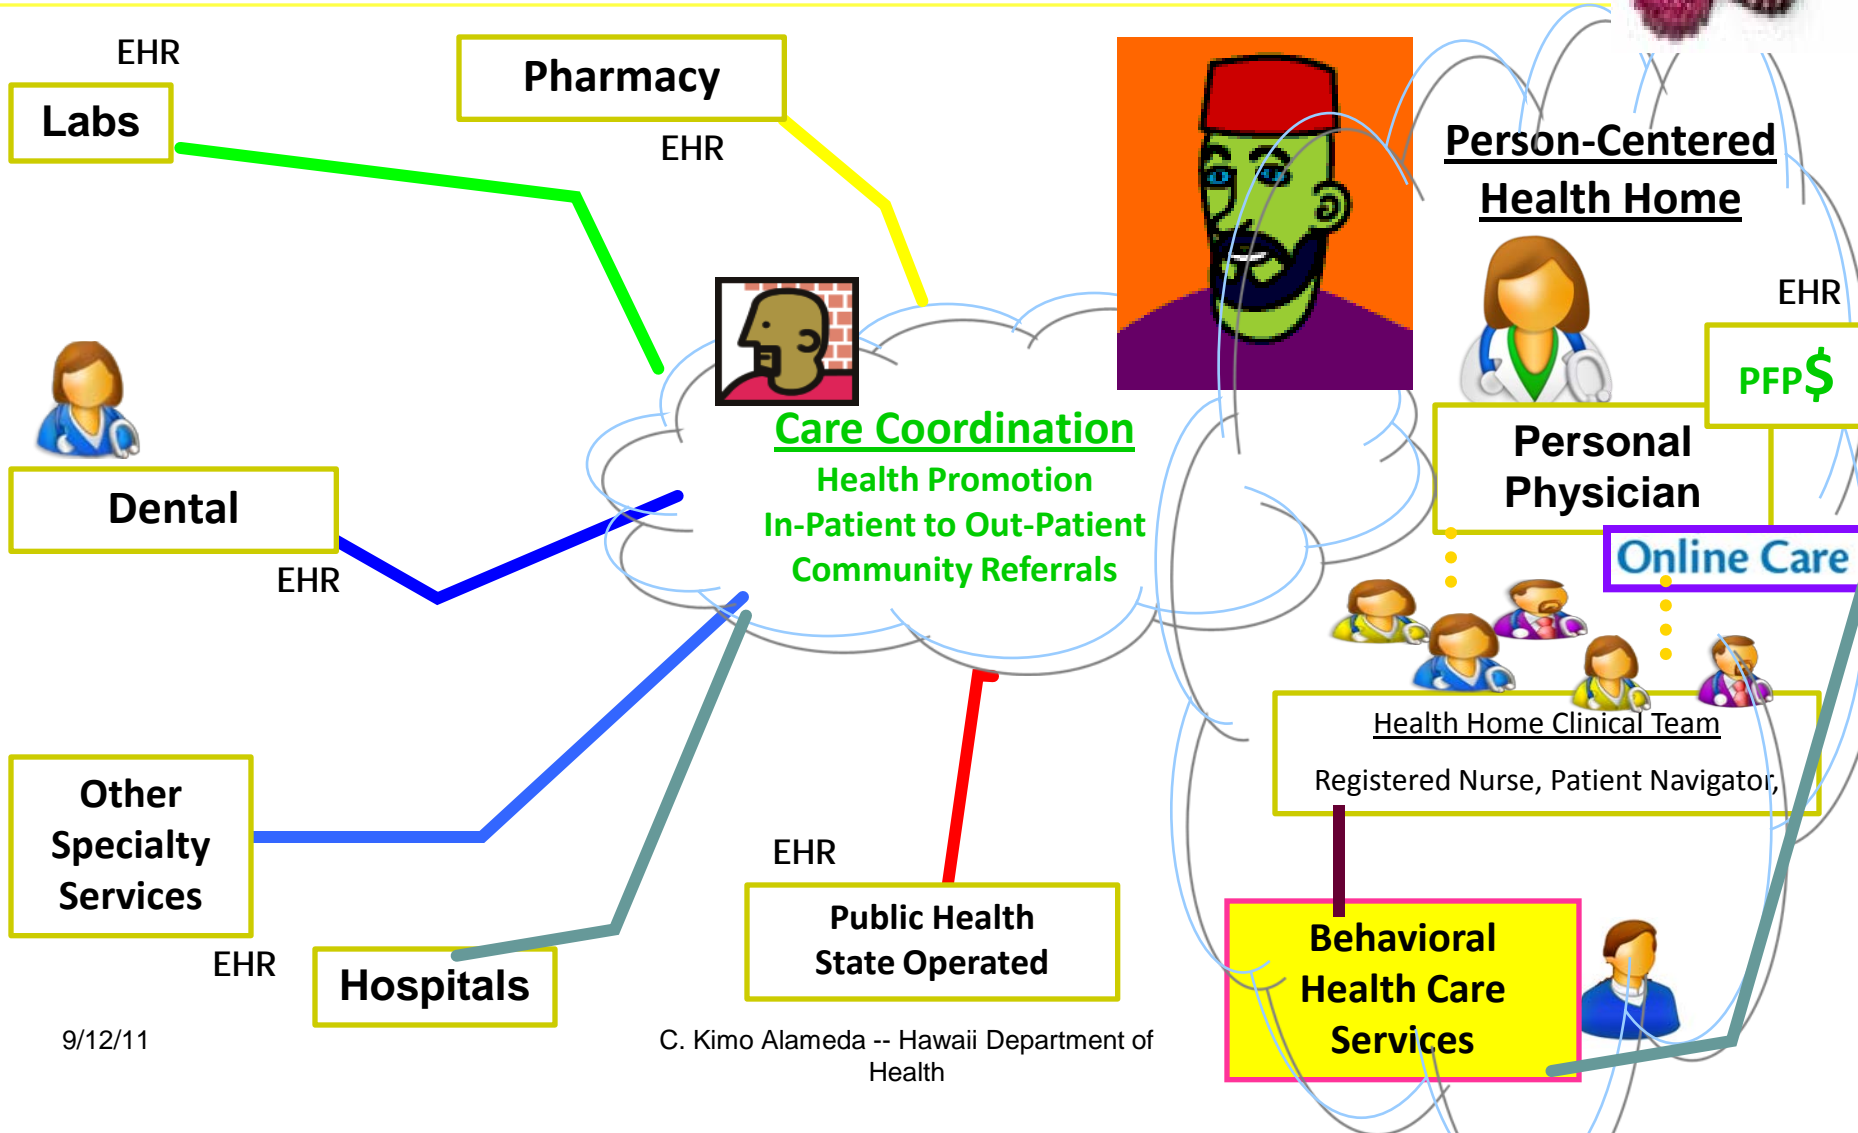 EHR
Labs
Pharmacy
EHR
Person-Centered
Health Home
EHR
PFP$
Personal
Physician
Online Care
Care Coordination
Health Promotion
In-Patient to Out-Patient
Community Referrals
Dental
EHR
Health Home Clinical Team
Registered Nurse, Patient Navigator,
Other
Specialty
Services
EHR
Hospitals
EHR
Public Health
State Operated
Behavioral
Health Care
Services
9/12/11
C. Kimo Alameda -- Hawaii Department of
Health